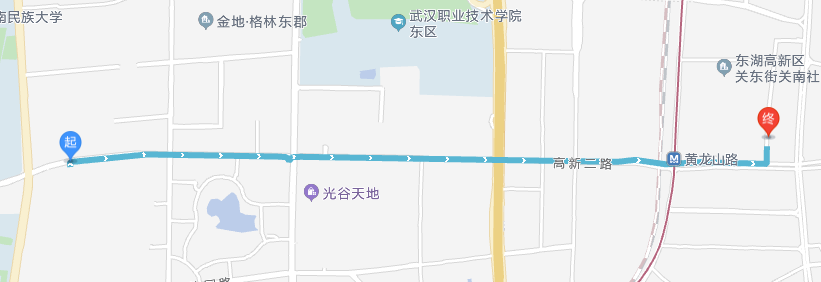 南民族大学
金地·格林东郡
武汉职业技术学院
东区
东湖高新区
关东街关南社
起
终
高新二路
黄龙山路
光谷天地